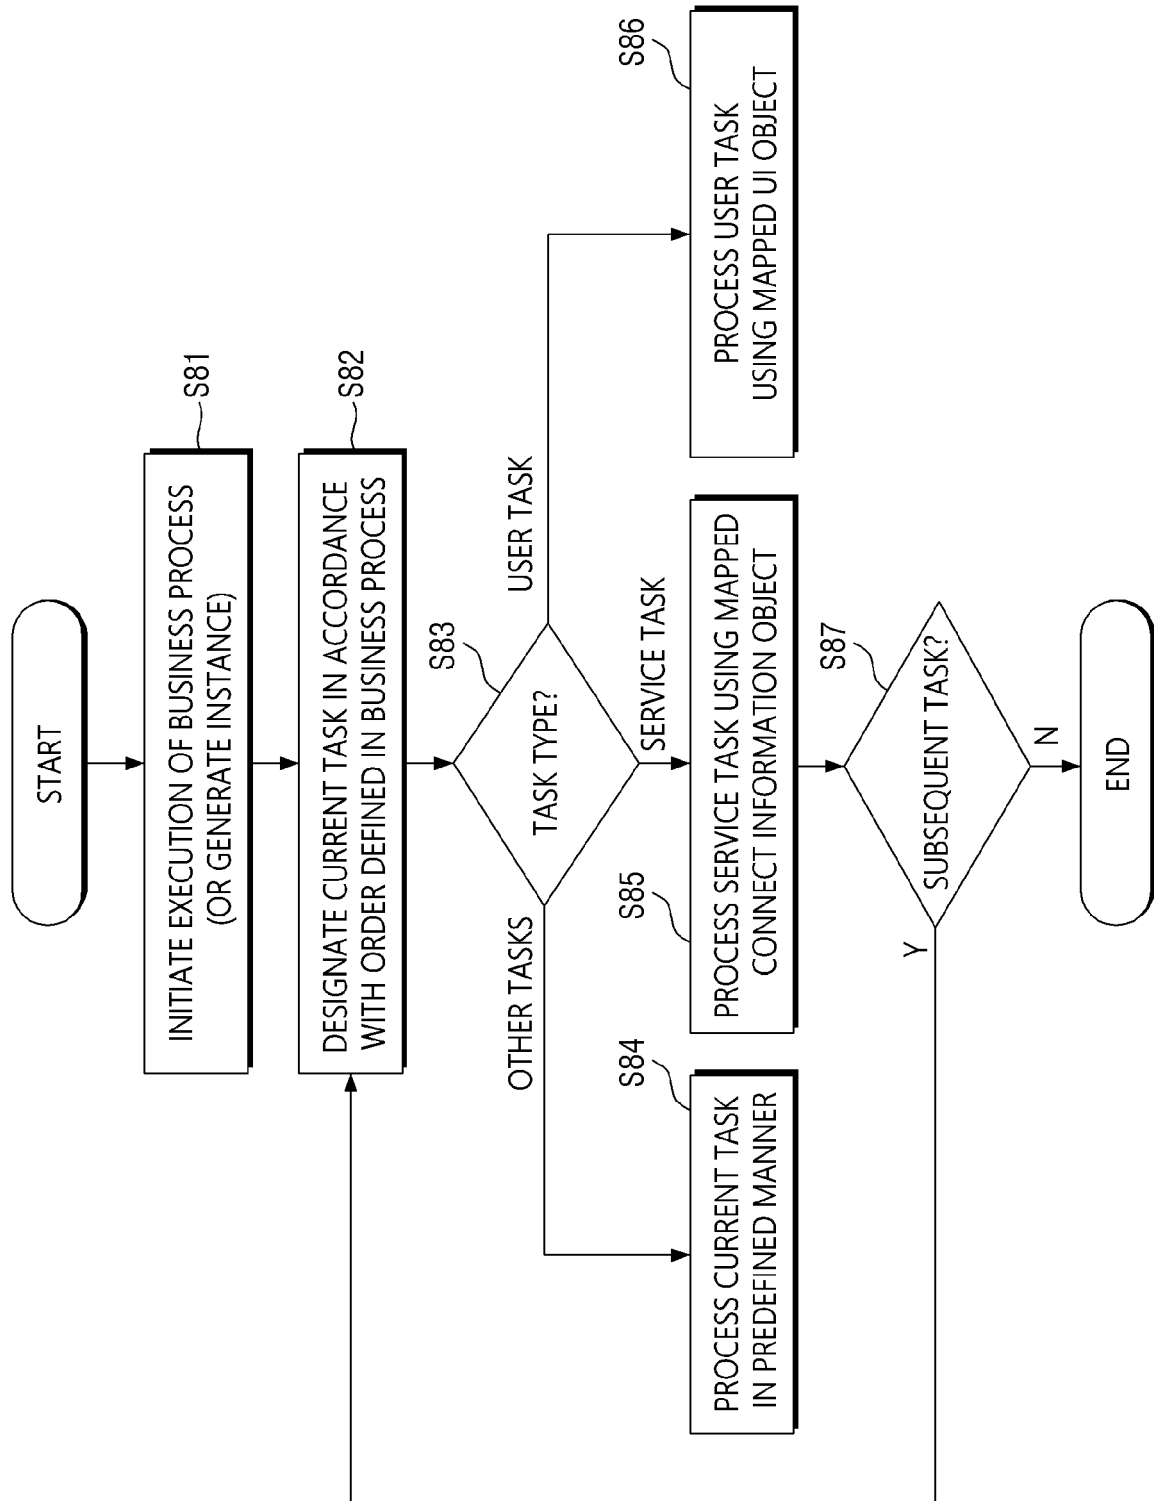 START
INITIATE EXECUTION OF BUSINESS PROCESS
(OR GENERATE INSTANCE)
S81
DESIGNATE CURRENT TASK IN ACCORDANCE
WITH ORDER DEFINED IN BUSINESS PROCESS
S82
TASK TYPE?
S83
OTHER TASKS
SERVICE TASK
USER TASK
PROCESS CURRENT TASK
IN PREDEFINED MANNER
S84
PROCESS SERVICE TASK USING MAPPED
CONNECT INFORMATION OBJECT
S85
PROCESS USER TASK
USING MAPPED UI OBJECT
S86
SUBSEQUENT TASK?
S87
Y
N
END